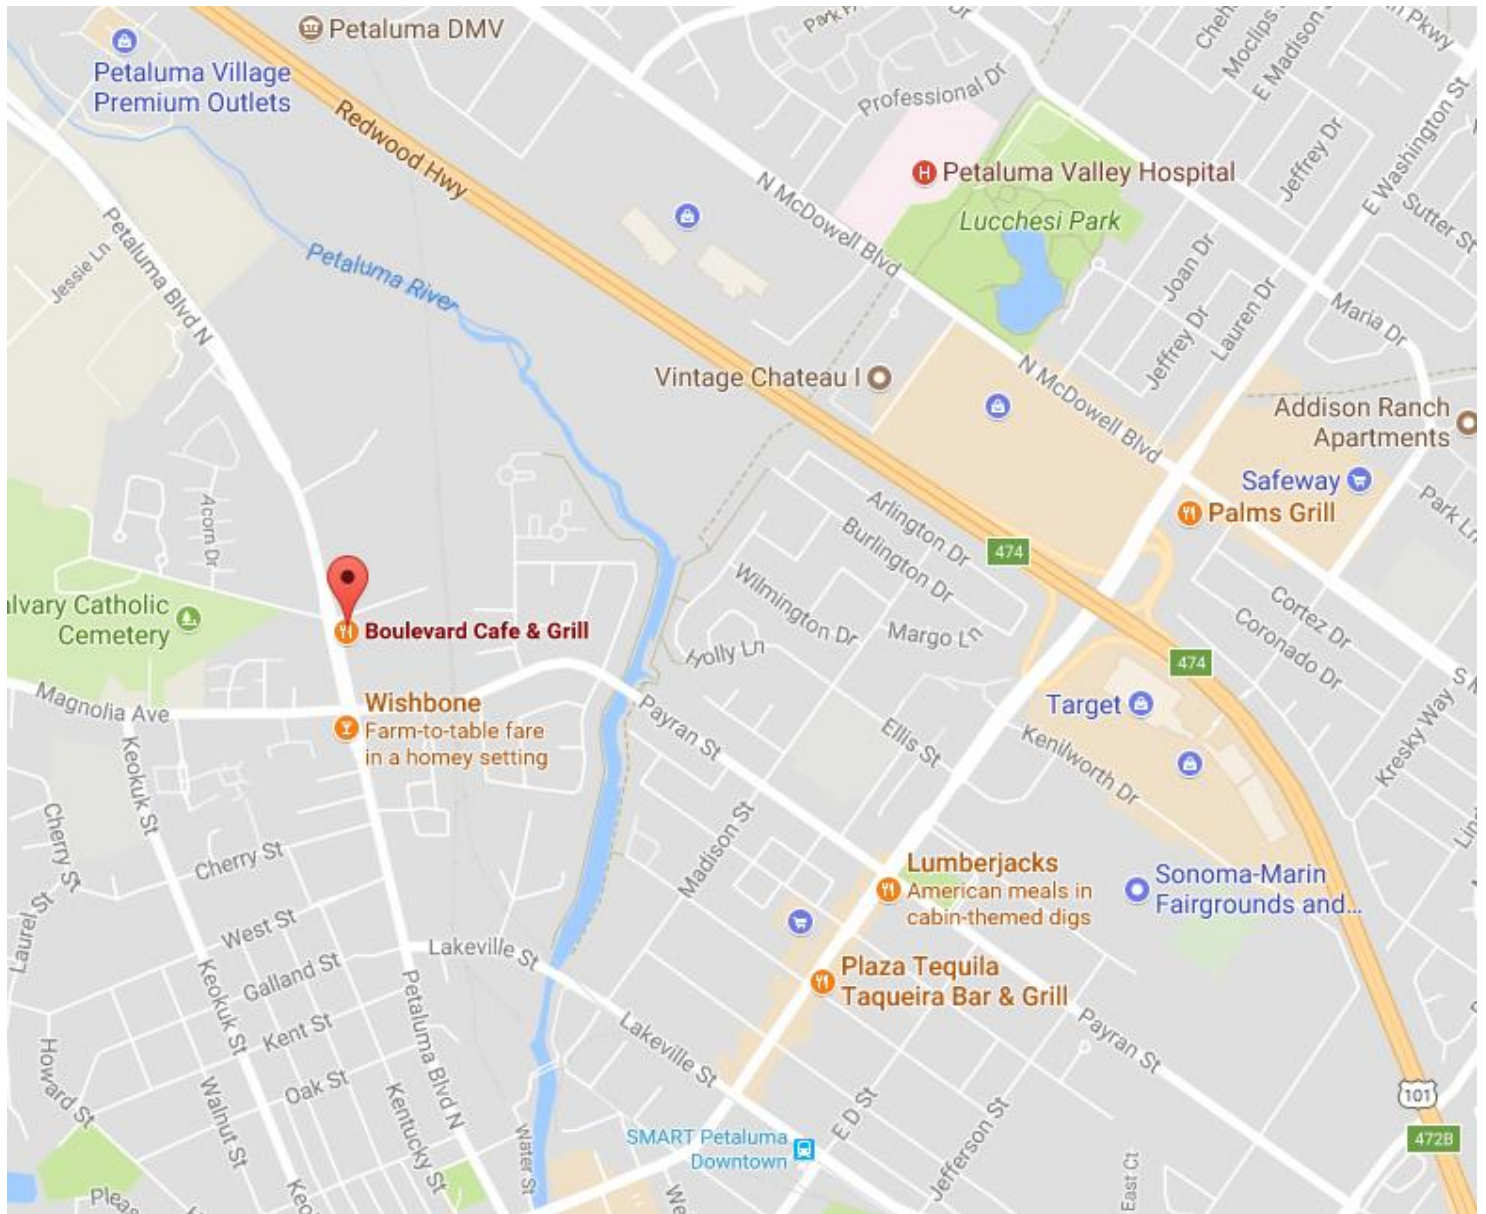 Petaluma DMV
Petaluma Village
Premium Outlets
Redwood Hwy
Professional Dr
Dr
E Madison
Jeffrey Dr
E Washington St
Sutter St
Petaluma Valley Hospital
Lucchesi Park
N McDowell Blvd
Petaluma River
Jessie Ln
Petaluma Blvd N
Joan Dr
Jeffrey Dr
Lauren Dr
Maria Dr
Vintage Chateau I
N McDowell Blvd
Addison Ranch
Apartments
Safeway
Palms Grill
Park Ln
Acorn Dr
Arlington Dr
Burlington Dr
474
Wilmington Dr
Margo Ln
Holly Ln
Cortez Dr
Coronado Dr
474
alvary Catholic
Cemetery
Boulevard Cafe & Grill
Magnolia Ave
Wishbone
Farm-to-table fare
in a homey setting
Payran St
Ellis St
Target
Kenilworth Dr
Kresky Way
Keokuk St
Cherry St
Cherry St
Madison St
Lumberjacks
American meals in
cabin-themed digs
Sonoma-Marin
Fairgrounds and...
Laurel St
West St
Galland St
Lakeville St
Keokuk St
Petaluma Blvd N
Plaza Tequila
Taqueira Bar & Grill
Kent St
Lakeville St
Payran St
Howard St
Oak St
Walnut St
Kentucky St
Water St
101
472B
E D St
SMART Petaluma
Downtown
Jefferson St
East Ct